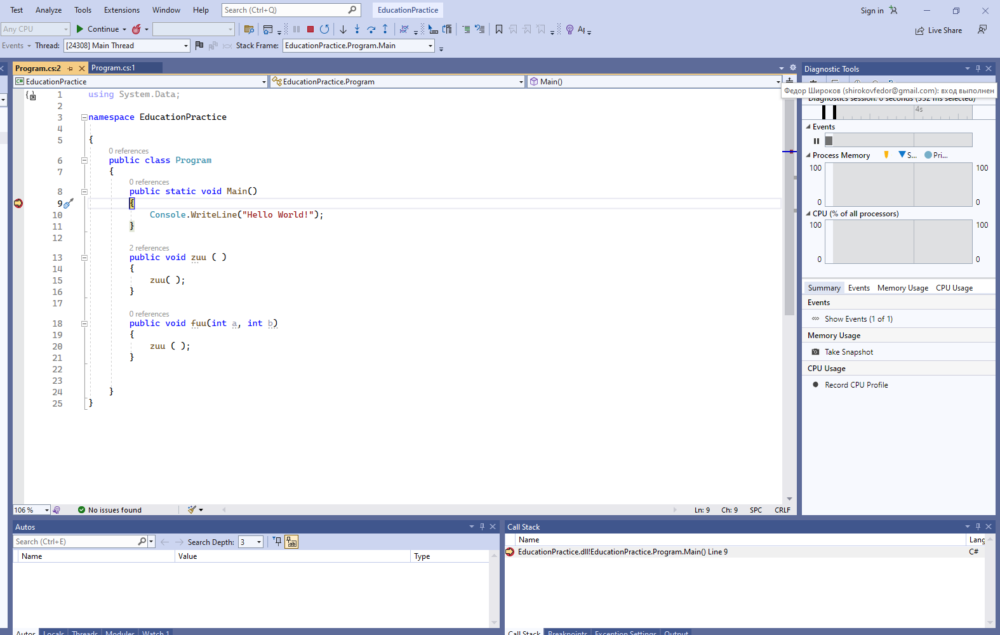 Test Analyze Tools Extensions Window Help Search (Ctrl+Q) EducationPractice Sign in
Any CPU Continue Live Share
Events Thread: [24308] Main Thread Stack Frame: EducationPractice.Program.Main
Program.cs:2 Program.cs:1 Diagnostic Tools
EducationPractice EducationPractice.Program Main()
Федор Широков (shirokovfedor@gmail.com): вход выполнен
Diagnostics session: 0 seconds (552 ms selected)
4s
1 using System.Data;
2
3 namespace EducationPractice
4
5 {
0 references
6 public class Program
7 {
0 references
8 public static void Main()
9 {
10 Console.WriteLine("Hello World!");
11 }
12
2 references
13 public void zuu ( )
14 {
15 zuu( );
16 }
17
0 references
18 public void fuu(int a, int b)
19 {
20 zuu ( );
21 }
22
23
24 }
25 }
Events
Process Memory S... Pri...
100 100
0 0
CPU (% of all processors)
100 100
0 0
Summary Events Memory Usage CPU Usage
Events
Show Events (1 of 1)
Memory Usage
Take Snapshot
CPU Usage
Record CPU Profile
106 % No issues found Ln: 9 Ch: 9 SPC CRLF
Autos
Search (Ctrl+E) Search Depth: 3
Name Value Type
Autos Locals Threads Modules Watch 1
Call Stack
Name Lang
EducationPractice.dll!EducationPractice.Program.Main() Line 9 C#
Call Stack Breakpoints Exception Settings Output